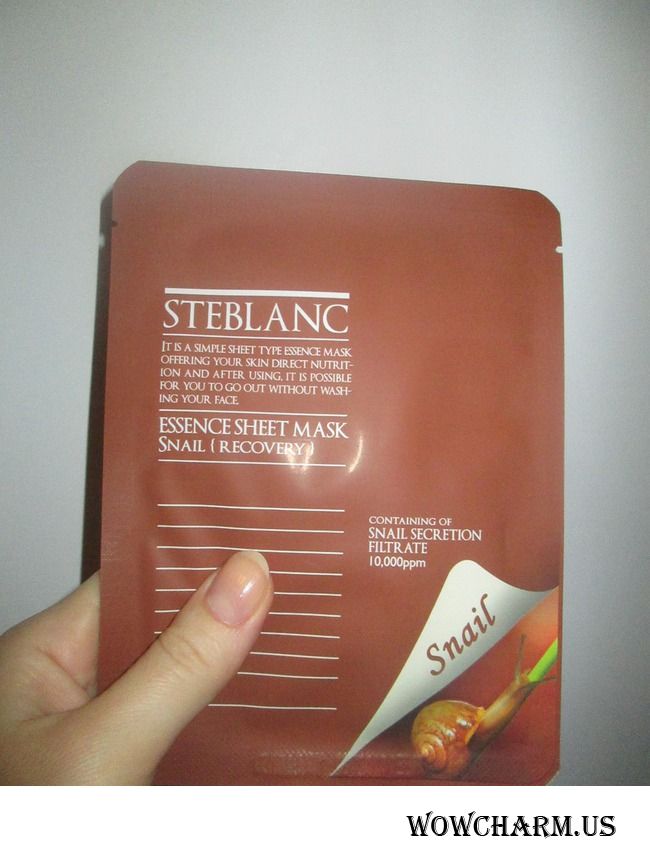 STEBLANC
IT IS A SIMPLE SHEET TYPE ESSENCE MASK
OFFERING YOUR SKIN DIRECT NUTRIT-
ION AND AFTER USING, IT IS POSSIBLE
FOR YOU TO GO OUT WITHOUT WASH-
ING YOUR FACE.
ESSENCE SHEET MASK
SNAIL ( RECOVERY )
CONTAINING OF
SNAIL SECRETION
FILTRATE
10,000ppm
Snail
WOWCHARM.US